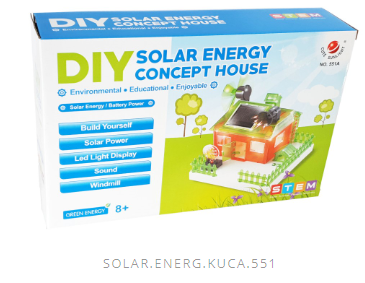 DIY SOLAR ENERGY
CONCEPT HOUSE
Environmental • Educational • Enjoyable
Solar Energy / Battery Power
Build Yourself
Solar Power
Led Light Display
Sound
Windmill
GREEN ENERGY
8+
STEM
NO. 551A
STEM
SOLAR.ENERG.KUCA.551